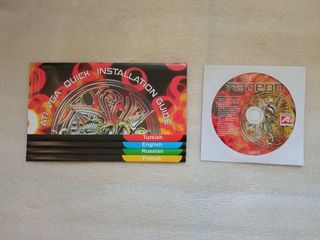 ATI VGA QUICK INSTALLATION GUIDE
Turkish
English
Russian
French
RADEON
ATI